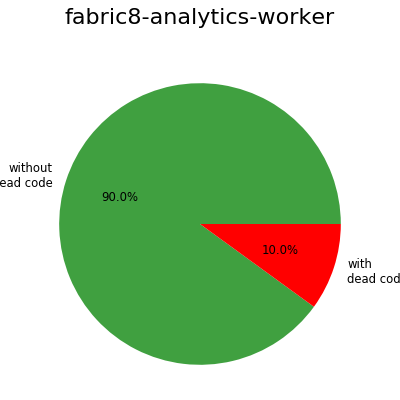 fabric8-analytics-worker
without
ead code
90.0%
10.0%
with
dead cod